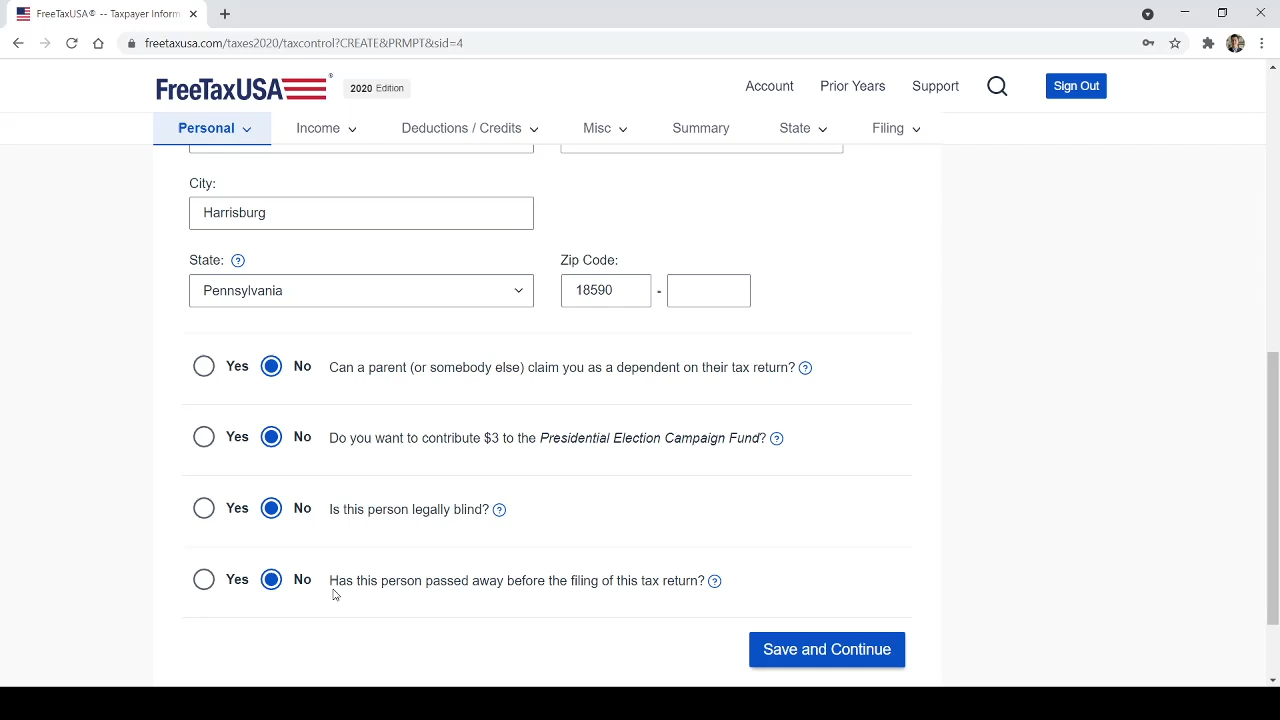 FreeTaxUSA® -- Taxpayer Inform
freetaxusa.com/taxes2020/taxcontrol?CREATE&PRMPT&sid=4
FreeTaxUSA® 2020 Edition
Account Prior Years Support Sign Out
Personal Income Deductions / Credits Misc Summary State Filing
City:
Harrisburg
State: ? Zip Code:
Pennsylvania 18590 -
Yes No Can a parent (or somebody else) claim you as a dependent on their tax return? ?
Yes No Do you want to contribute $3 to the Presidential Election Campaign Fund? ?
Yes No Is this person legally blind? ?
Yes No Has this person passed away before the filing of this tax return? ?
Save and Continue